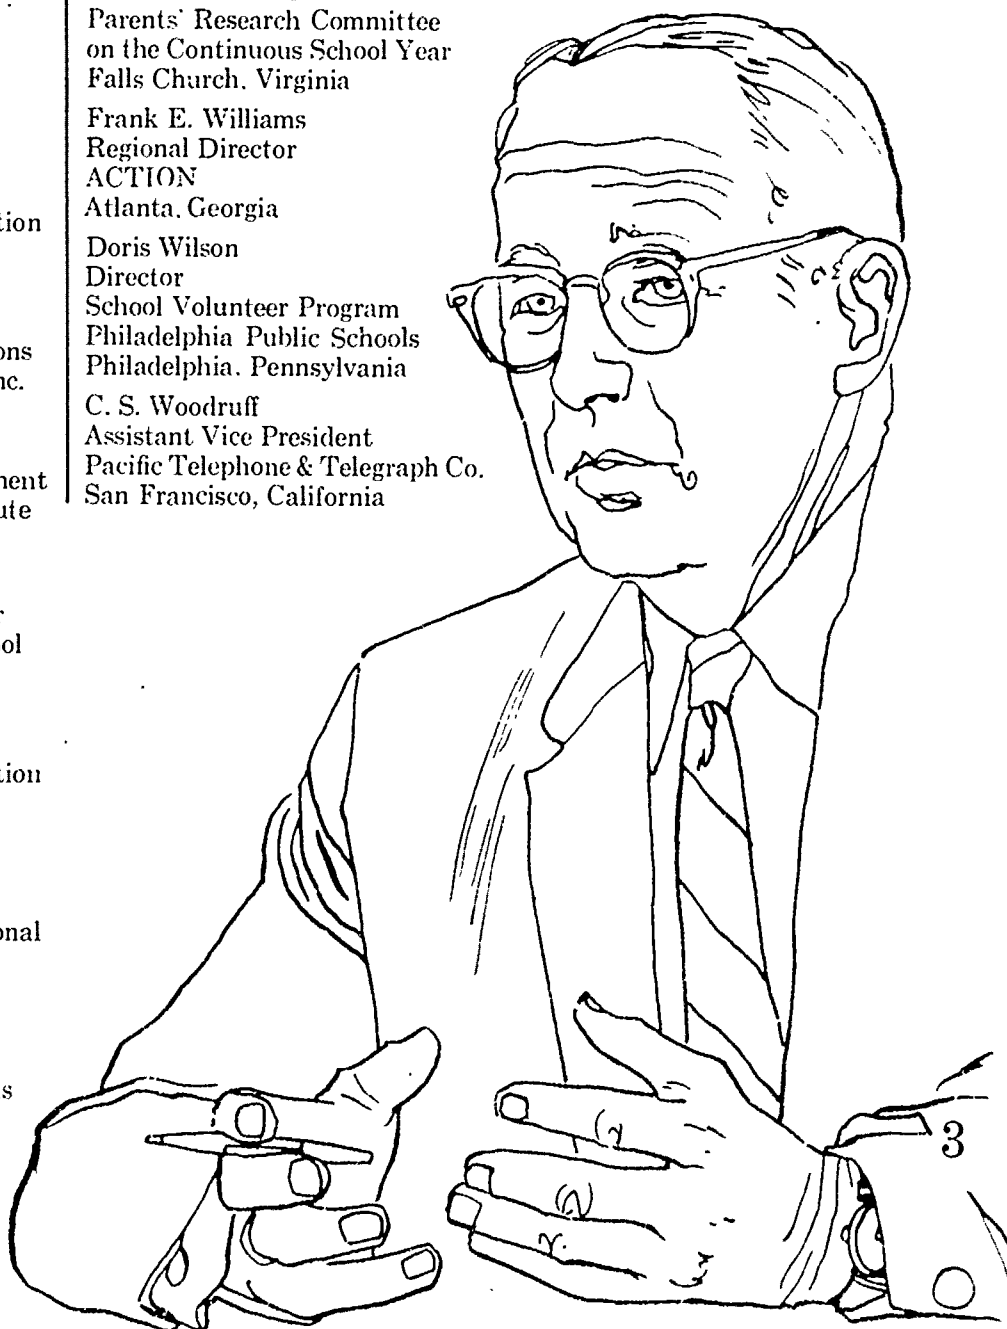 Parents' Research Committee
on the Continuous School Year
Falls Church, Virginia
Frank E. Williams
Regional Director
ACTION
Atlanta, Georgia
Doris Wilson
Director
School Volunteer Program
Philadelphia Public Schools
Philadelphia, Pennsylvania
C. S. Woodruff
Assistant Vice President
Pacific Telephone & Telegraph Co.
San Francisco, California
3